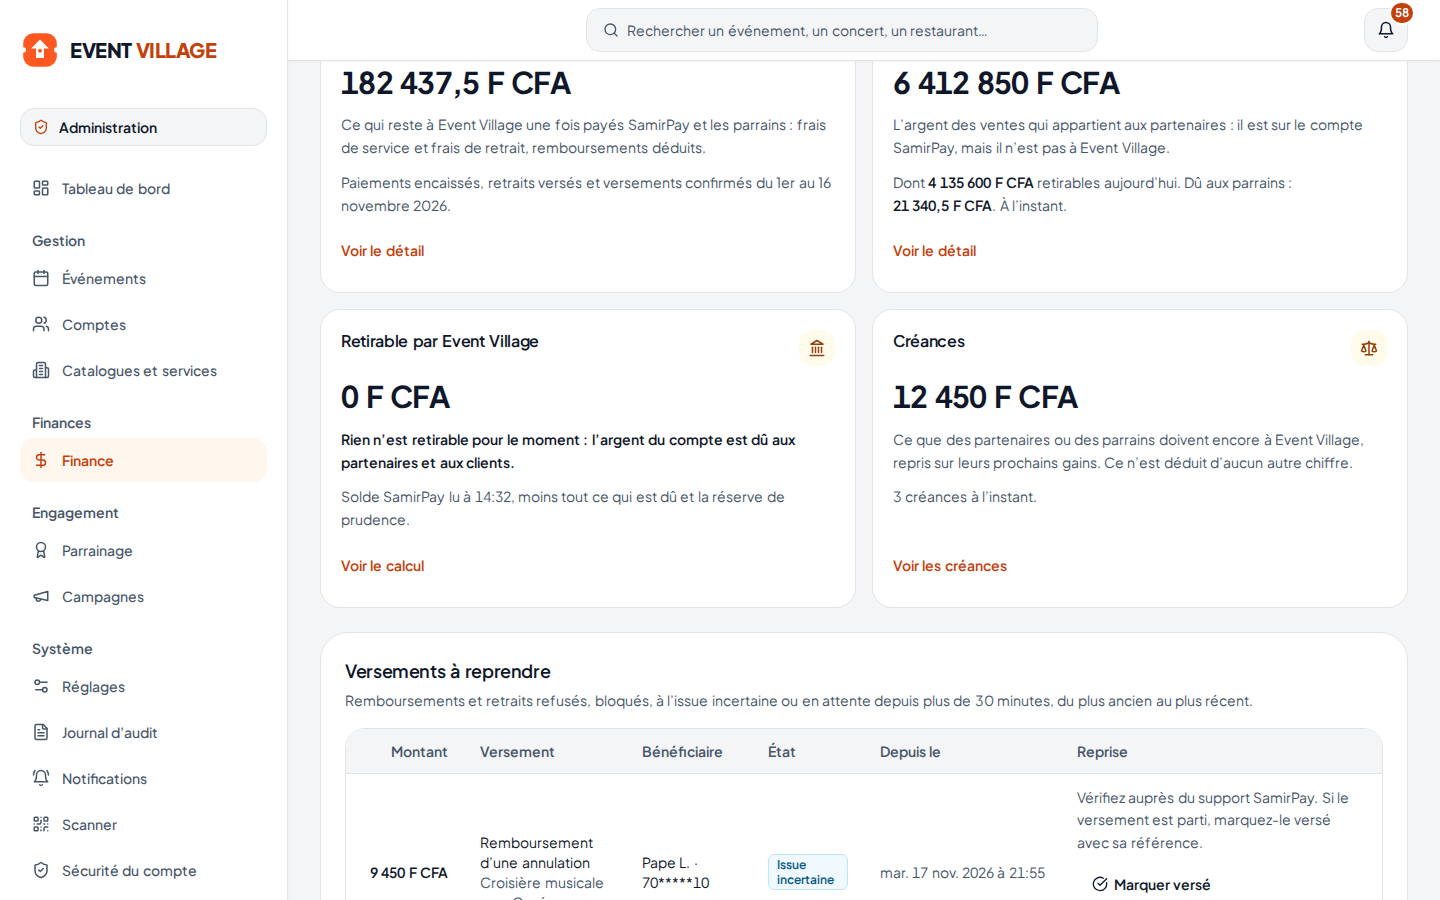 EVENT VILLAGE
Rechercher un événement, un concert, un restaurant...
58
Administration
Tableau de bord
Gestion
Événements
Comptes
Catalogues et services
Finances
Finance
Engagement
Parrainage
Campagnes
Système
Réglages
Journal d'audit
Notifications
Scanner
Sécurité du compte
182 437,5 F CFA
Ce qui reste à Event Village une fois payés SamirPay et les parrains : frais
de service et frais de retrait, remboursements déduits.
Paiements encaissés, retraits versés et versements confirmés du 1er au 16
novembre 2026.
Voir le détail
6 412 850 F CFA
L'argent des ventes qui appartient aux partenaires : il est sur le compte
SamirPay, mais il n'est pas à Event Village.
Dont 4 135 600 F CFA retirables aujourd'hui. Dû aux parrains :
21 340,5 F CFA. À l'instant.
Voir le détail
Retirable par Event Village
0 F CFA
Rien n'est retirable pour le moment : l'argent du compte est dû aux
partenaires et aux clients.
Solde SamirPay lu à 14:32, moins tout ce qui est dû et la réserve de
prudence.
Voir le calcul
Créances
12 450 F CFA
Ce que des partenaires ou des parrains doivent encore à Event Village,
repris sur leurs prochains gains. Ce n'est déduit d'aucun autre chiffre.
3 créances à l'instant.
Voir les créances
Versements à reprendre
Remboursements et retraits refusés, bloqués, à l'issue incertaine ou en attente depuis plus de 30 minutes, du plus ancien au plus récent.
Montant Versement Bénéficiaire État Depuis le Reprise
9 450 F CFA
Remboursement
d'une annulation
Croisière musicale
Pape L. ·
70*****10
Issue
incertaine
mar. 17 nov. 2026 à 21:55
Vérifiez auprès du support SamirPay. Si le
versement est parti, marquez-le versé
avec sa référence.
Marquer versé